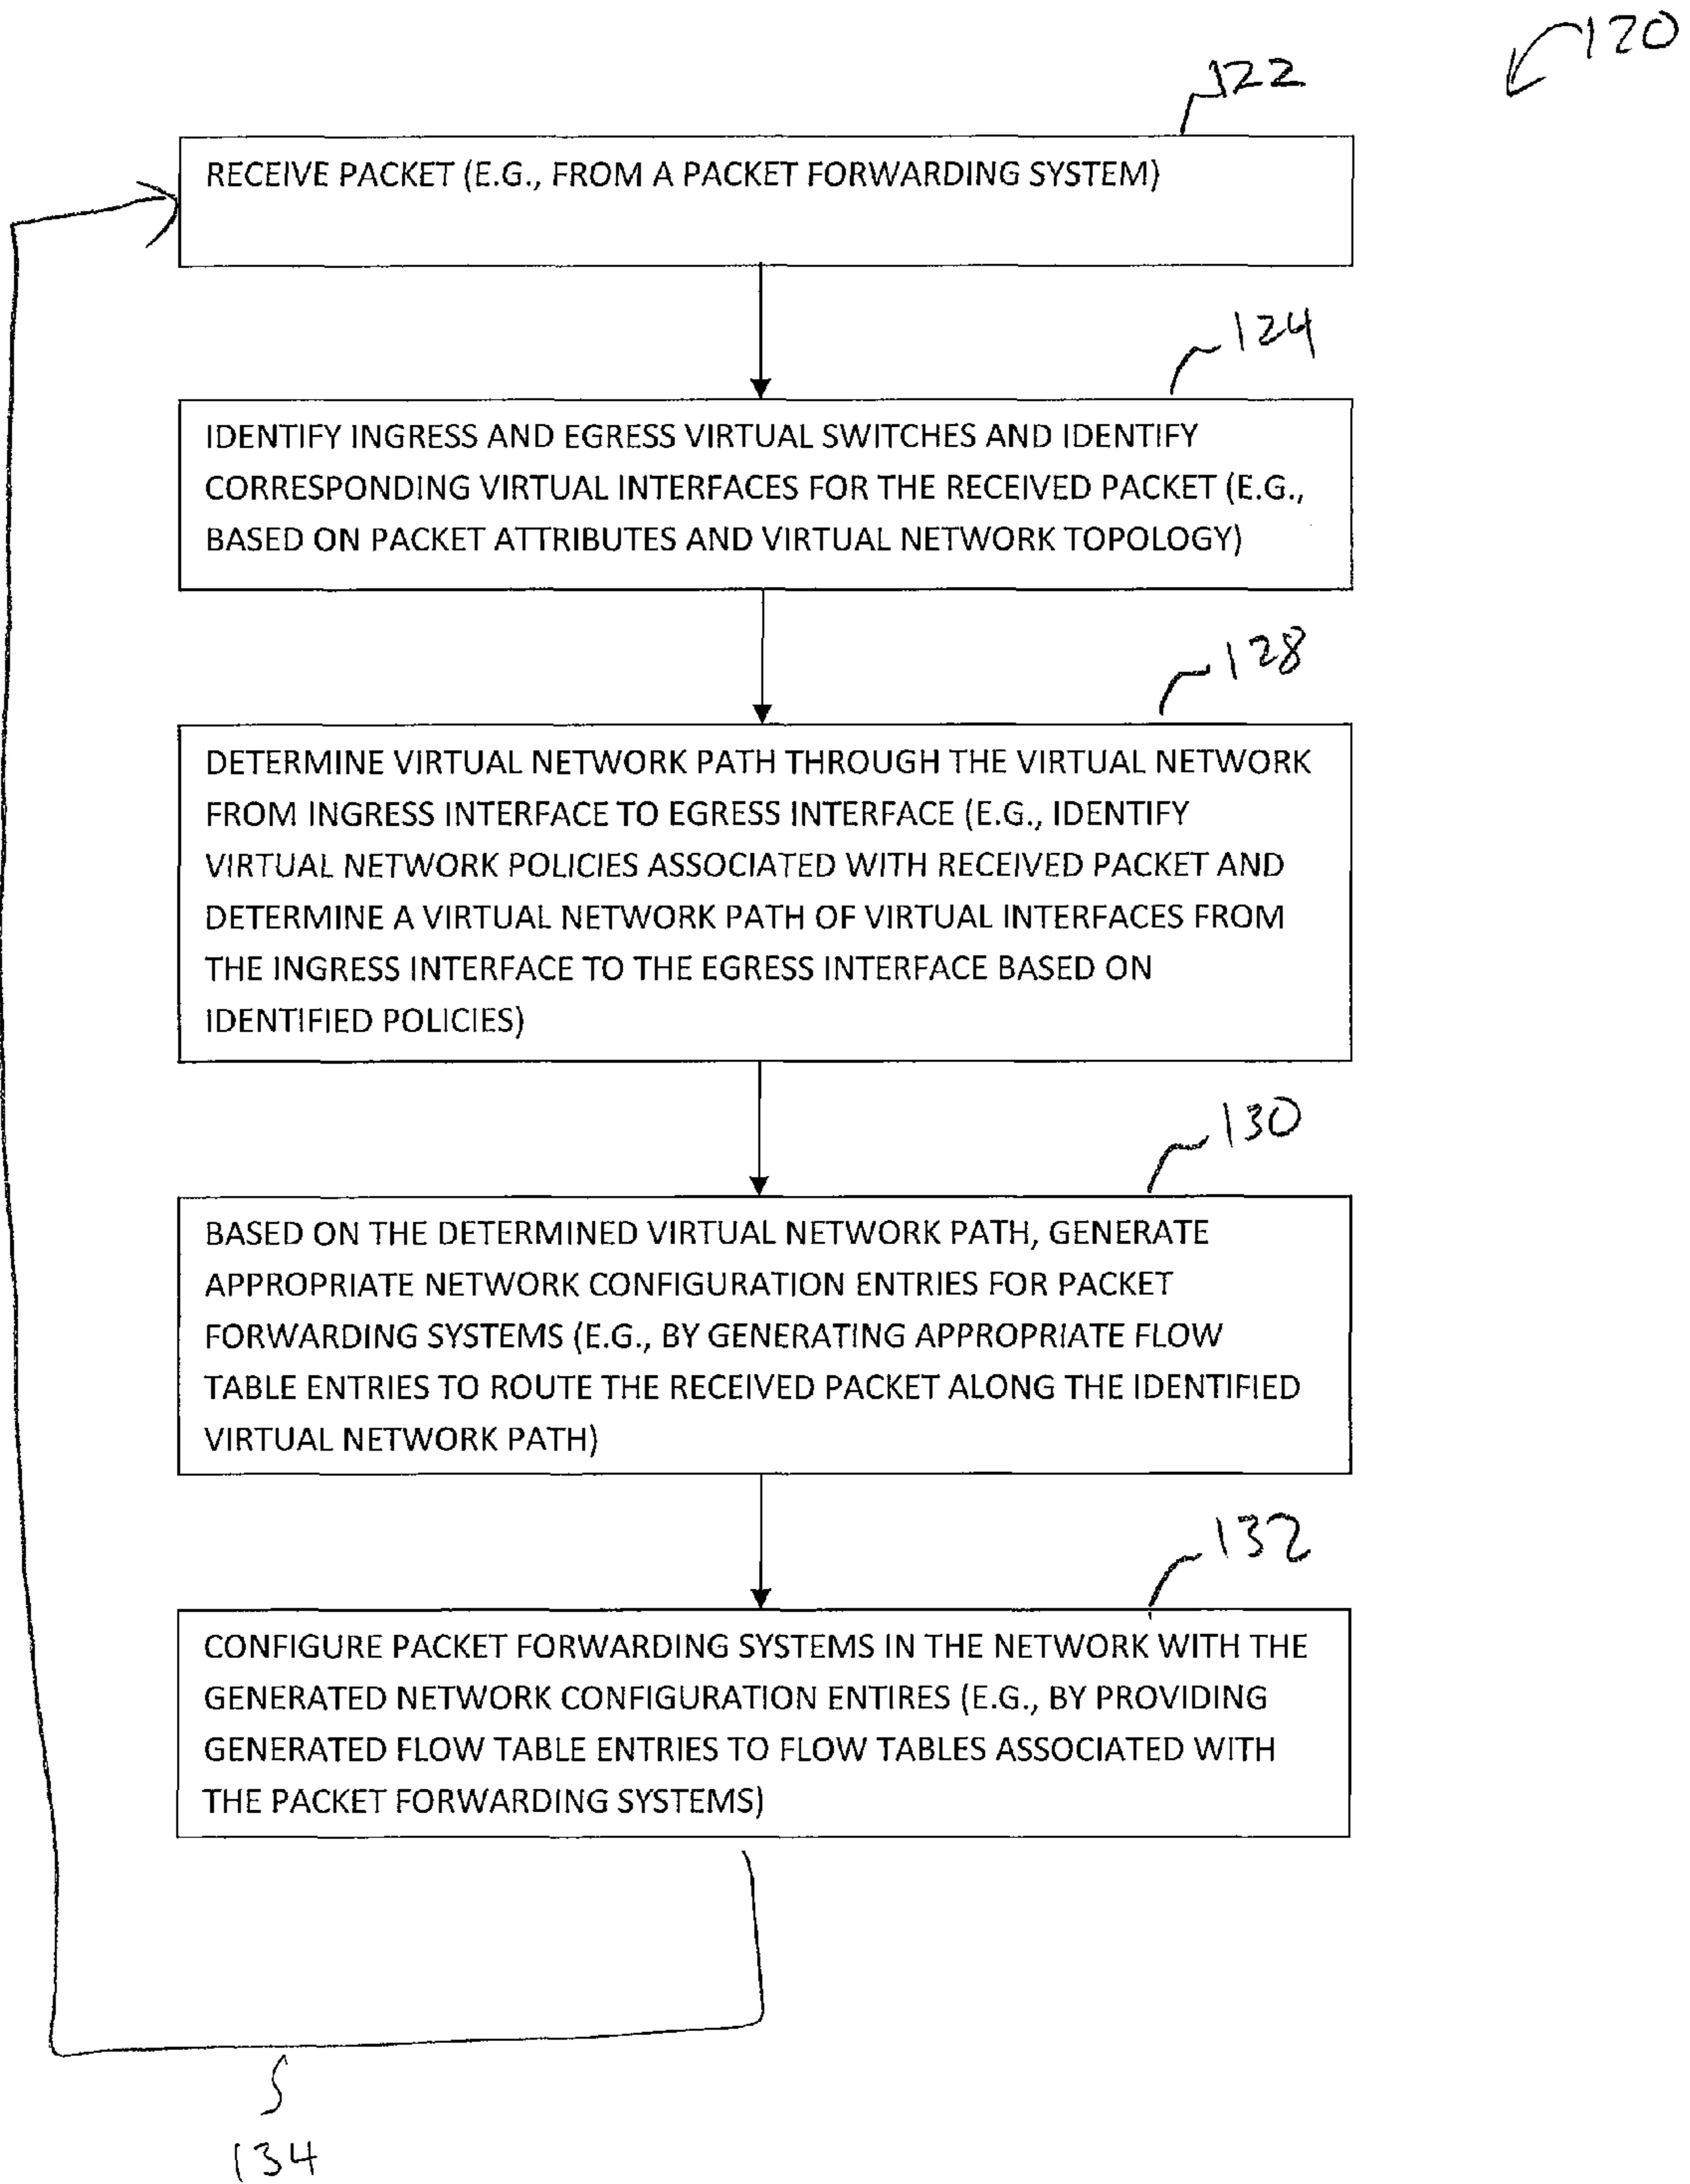 120
122
RECEIVE PACKET (E.G., FROM A PACKET FORWARDING SYSTEM)
124
IDENTIFY INGRESS AND EGRESS VIRTUAL SWITCHES AND IDENTIFY
CORRESPONDING VIRTUAL INTERFACES FOR THE RECEIVED PACKET (E.G.,
BASED ON PACKET ATTRIBUTES AND VIRTUAL NETWORK TOPOLOGY)
128
DETERMINE VIRTUAL NETWORK PATH THROUGH THE VIRTUAL NETWORK
FROM INGRESS INTERFACE TO EGRESS INTERFACE (E.G., IDENTIFY
VIRTUAL NETWORK POLICIES ASSOCIATED WITH RECEIVED PACKET AND
DETERMINE A VIRTUAL NETWORK PATH OF VIRTUAL INTERFACES FROM
THE INGRESS INTERFACE TO THE EGRESS INTERFACE BASED ON
IDENTIFIED POLICIES)
130
BASED ON THE DETERMINED VIRTUAL NETWORK PATH, GENERATE
APPROPRIATE NETWORK CONFIGURATION ENTRIES FOR PACKET
FORWARDING SYSTEMS (E.G., BY GENERATING APPROPRIATE FLOW
TABLE ENTRIES TO ROUTE THE RECEIVED PACKET ALONG THE IDENTIFIED
VIRTUAL NETWORK PATH)
132
CONFIGURE PACKET FORWARDING SYSTEMS IN THE NETWORK WITH THE
GENERATED NETWORK CONFIGURATION ENTIRES (E.G., BY PROVIDING
GENERATED FLOW TABLE ENTRIES TO FLOW TABLES ASSOCIATED WITH
THE PACKET FORWARDING SYSTEMS)
134